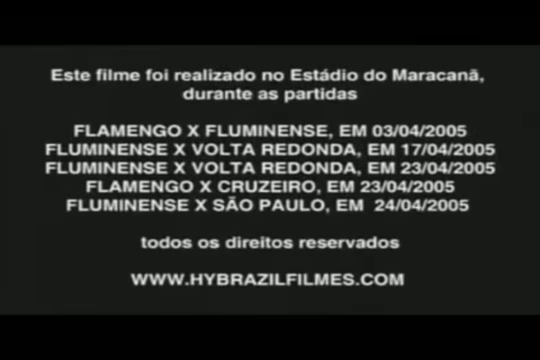 Este filme foi realizado no Estádio do Maracanã,
durante as partidas
FLAMENGO X FLUMINENSE, EM 03/04/2005
FLUMINENSE X VOLTA REDONDA, EM 17/04/2005
FLUMINENSE X VOLTA REDONDA, EM 23/04/2005
FLAMENGO X CRUZEIRO, EM 23/04/2005
FLUMINENSE X SÃO PAULO, EM 24/04/2005
todos os direitos reservados
WWW.HYBRAZILFILMES.COM